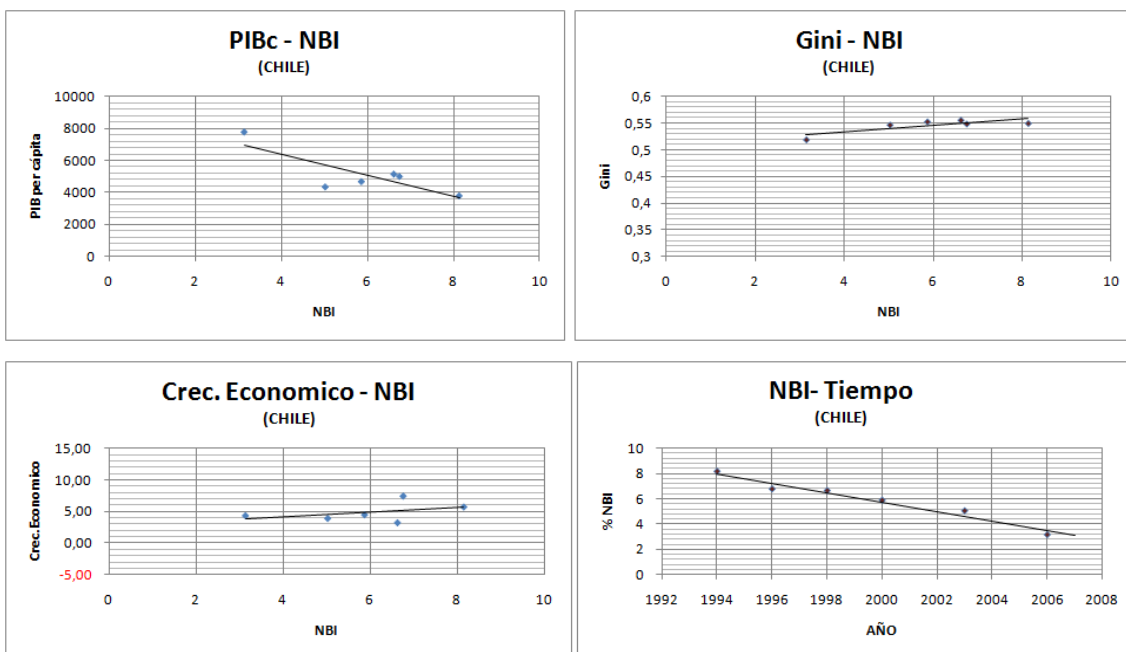 PIBc - NBI
(CHILE)
PIB per cápita
10000
8000
6000
4000
2000
0
0 2 4 6 8 10
NBI
Gini - NBI
(CHILE)
Gini
0,6
0,55
0,5
0,45
0,4
0,35
0,3
0 2 4 6 8 10
NBI
Crec. Economico - NBI
(CHILE)
Crec. Economico
15,00
10,00
5,00
0,00
-5,00
0 2 4 6 8 10
NBI
NBI- Tiempo
(CHILE)
% NBI
10
8
6
4
2
0
1992 1994 1996 1998 2000 2002 2004 2006 2008
AÑO